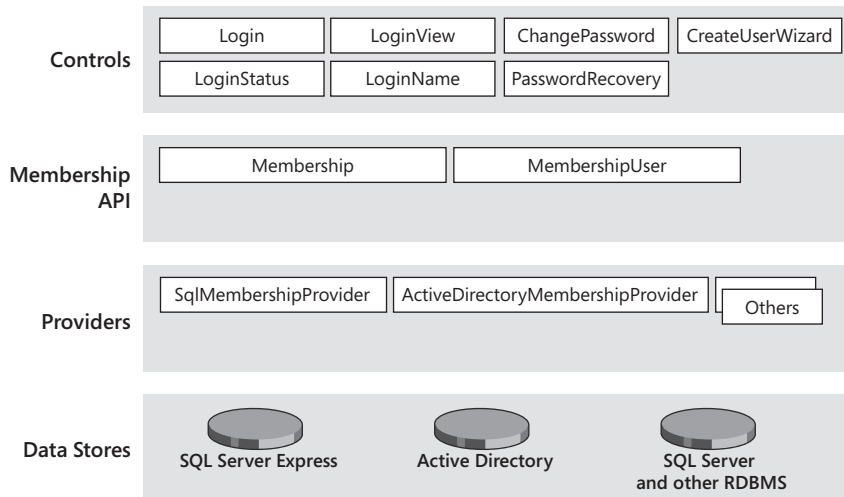 Controls
Login
LoginView
ChangePassword
CreateUserWizard
LoginStatus
LoginName
PasswordRecovery
Membership
API
Membership
MembershipUser
Providers
SqlMembershipProvider
ActiveDirectoryMembershipProvider
Others
Data Stores
SQL Server Express
Active Directory
SQL Server
and other RDBMS